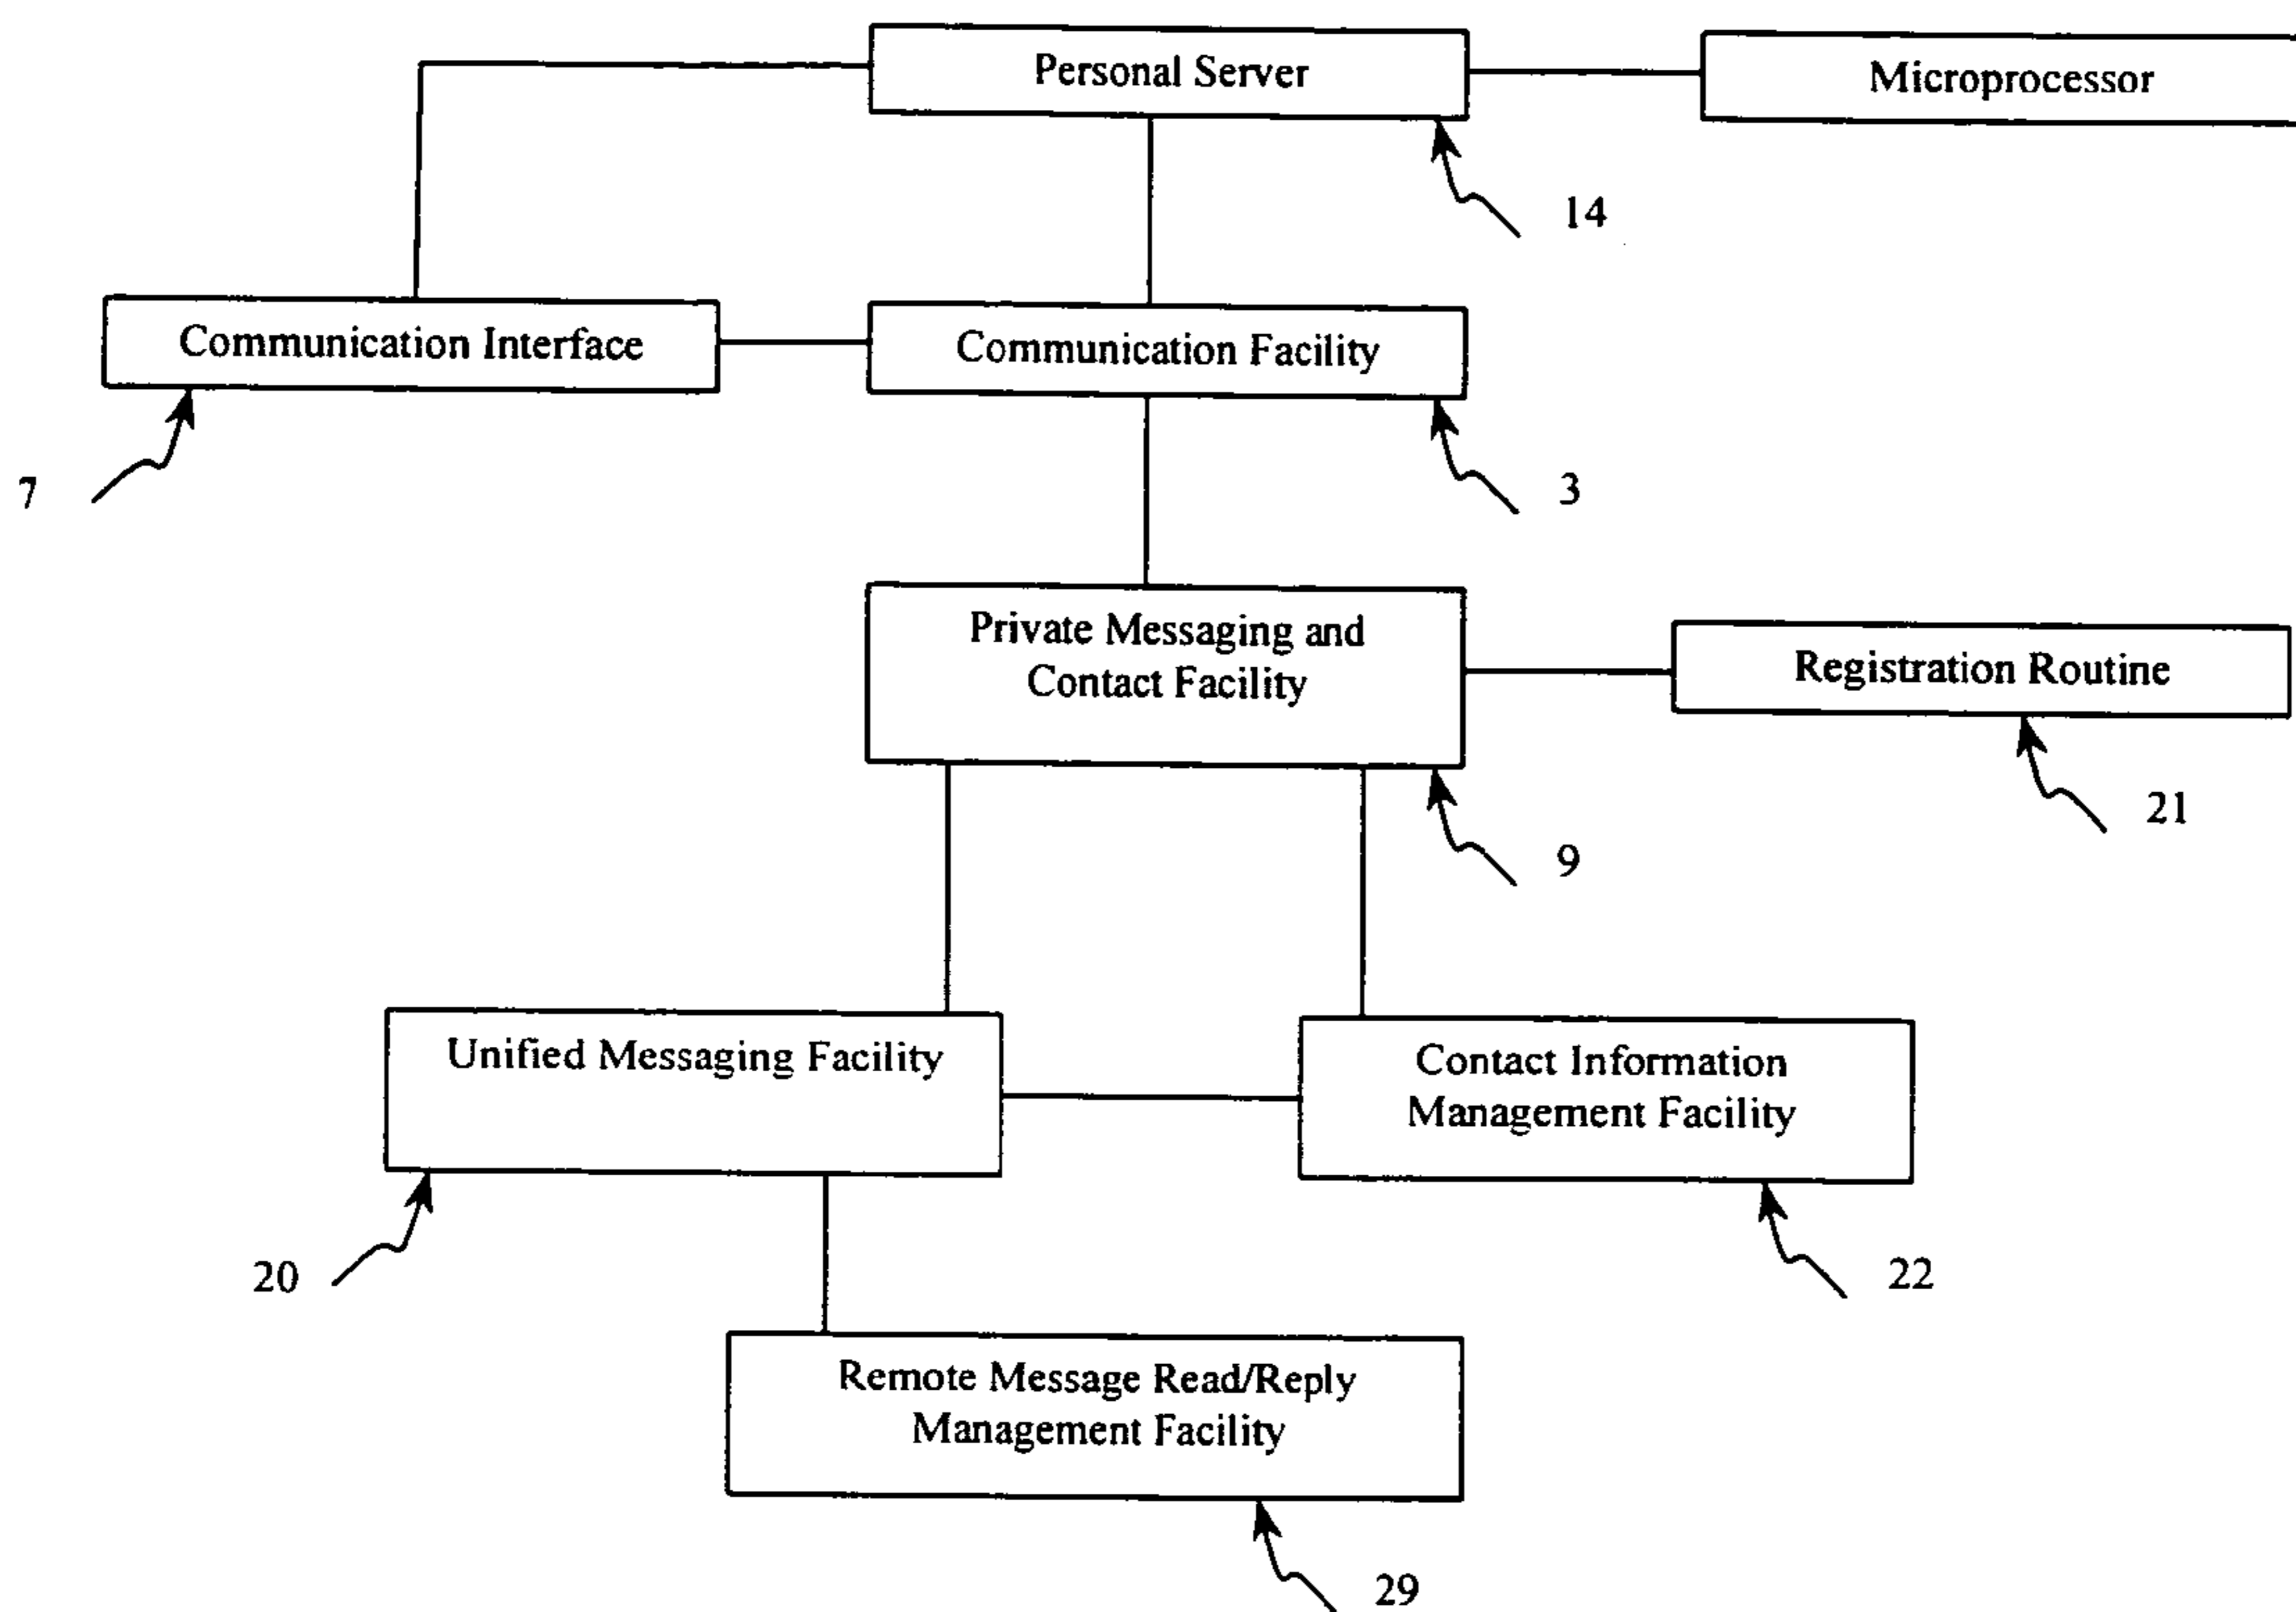 Personal Server
Microprocessor
14
Communication Interface
Communication Facility
7
3
Private Messaging and
Contact Facility
Registration Routine
21
9
Unified Messaging Facility
Contact Information
Management Facility
20
22
Remote Message Read/Reply
Management Facility
29